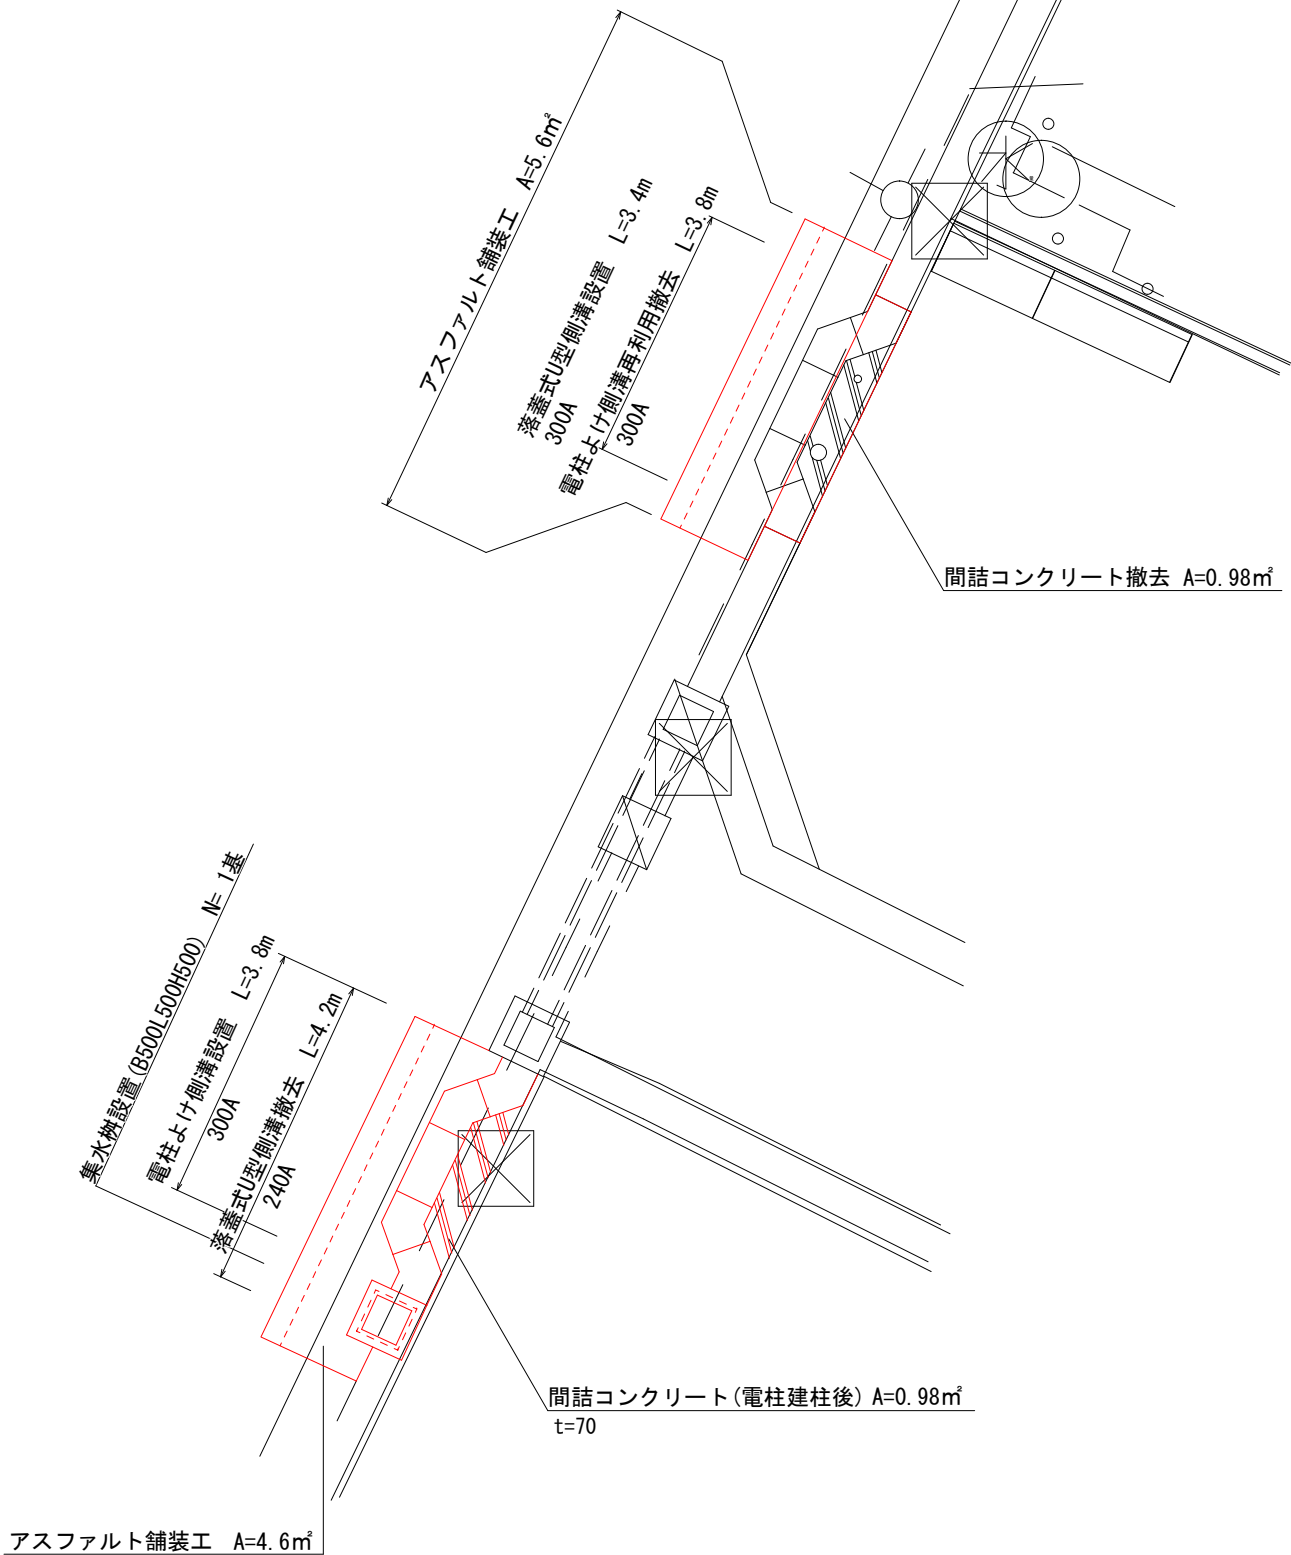 アスファルト舗装工　A=5.6㎡
落蓋式U型側溝設置　L=3.4m
300A
電柱よけ側溝再利用撤去　L=3.8m
300A
間詰コンクリート撤去 A=0.98㎡
集水桝設置(B500L500H500)　N= 1基
電柱よけ側溝設置　L=3.8m
300A
落蓋式U型側溝撤去　L=4.2m
240A
間詰コンクリート(電柱建柱後) A=0.98㎡
t=70
アスファルト舗装工　A=4.6㎡